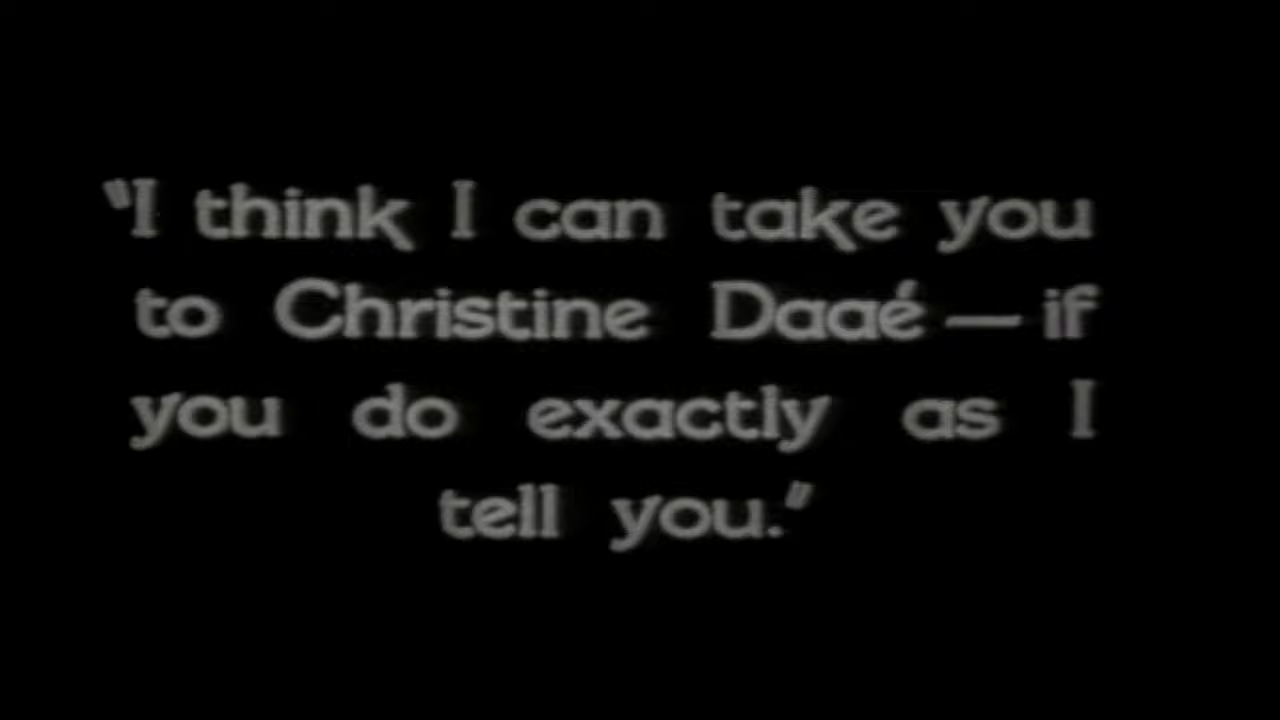 "I think I can take you
to Christine Daaé — if
you do exactly as I
tell you."